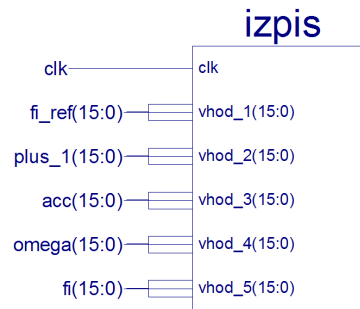 izpis
clk clk
fi_ref(15:0) vhod_1(15:0)
plus_1(15:0) vhod_2(15:0)
acc(15:0) vhod_3(15:0)
omega(15:0) vhod_4(15:0)
fi(15:0) vhod_5(15:0)